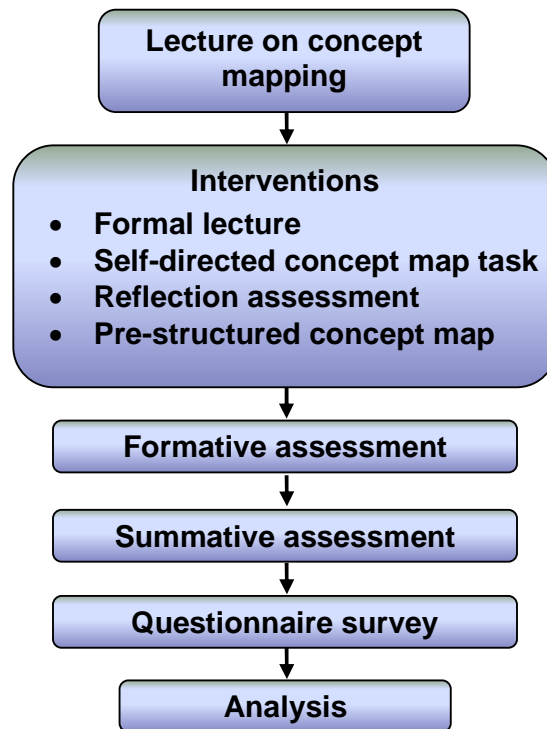 Lecture on concept
mapping
Interventions
• Formal lecture
• Self-directed concept map task
• Reflection assessment
• Pre-structured concept map
Formative assessment
Summative assessment
Questionnaire survey
Analysis